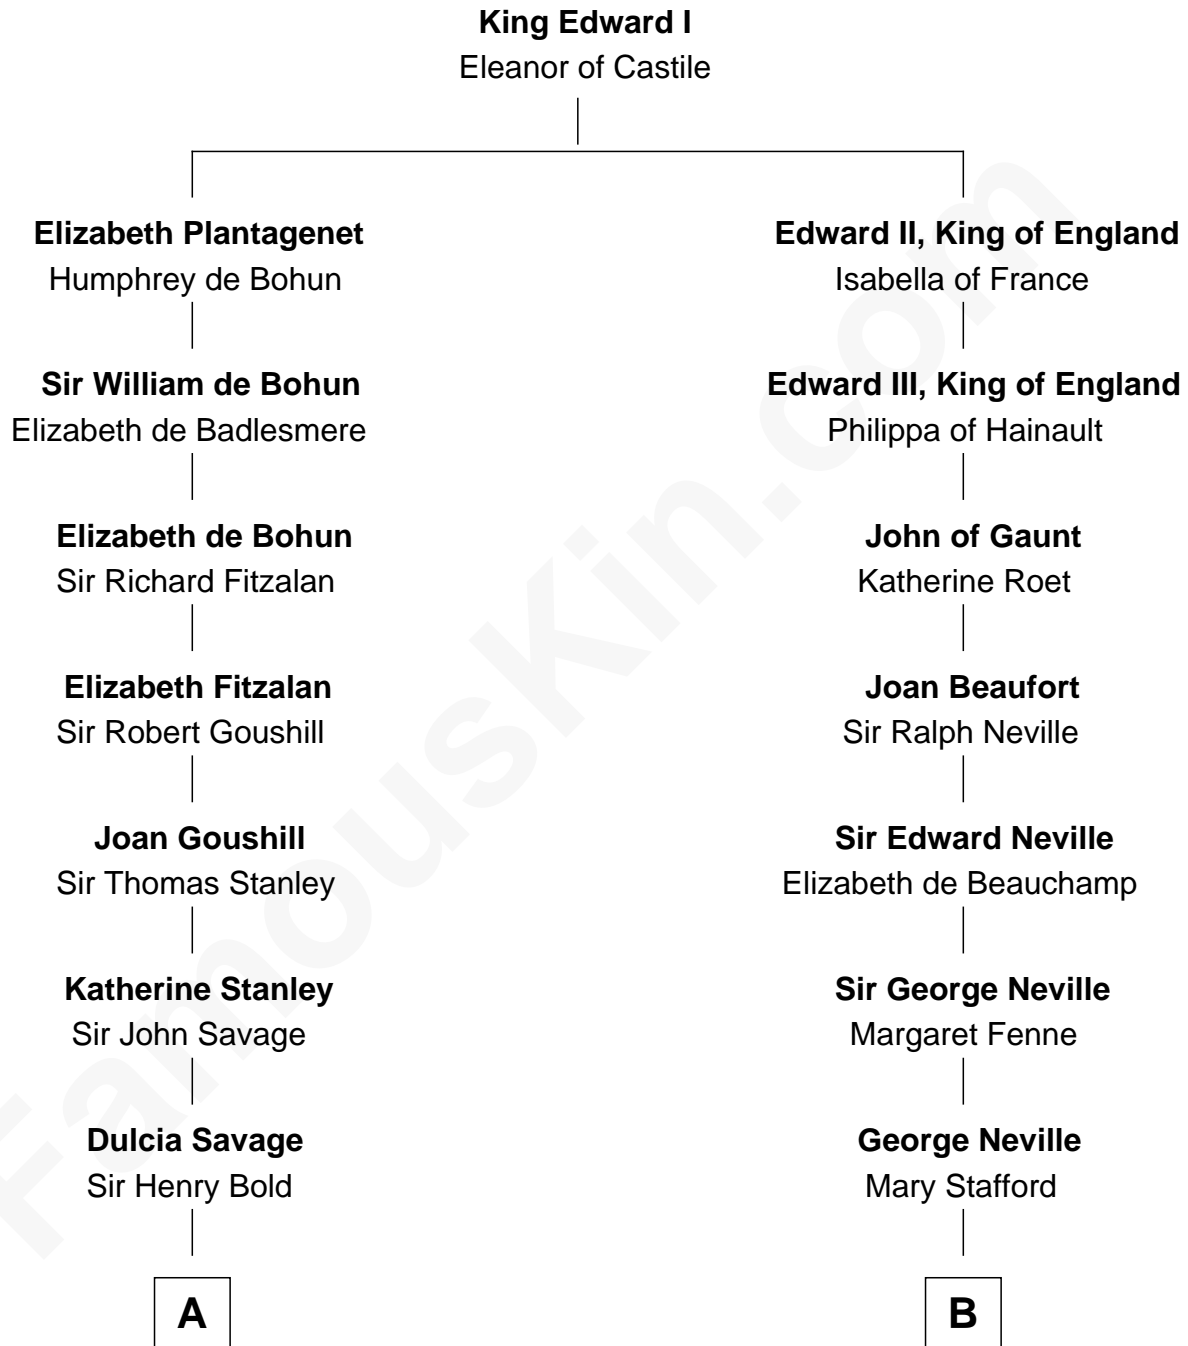 King Edward I
Eleanor of Castile
Elizabeth Plantagenet
Humphrey de Bohun
Edward II, King of England
Isabella of France
Sir William de Bohun
Elizabeth de Badlesmere
Edward III, King of England
Philippa of Hainault
Elizabeth de Bohun
Sir Richard Fitzalan
John of Gaunt
Katherine Roet
Elizabeth Fitzalan
Sir Robert Goushill
Joan Beaufort
Sir Ralph Neville
Joan Goushill
Sir Thomas Stanley
Sir Edward Neville
Elizabeth de Beauchamp
Katherine Stanley
Sir John Savage
Sir George Neville
Margaret Fenne
Dulcia Savage
Sir Henry Bold
George Neville
Mary Stafford
A
B
FamousKin.com